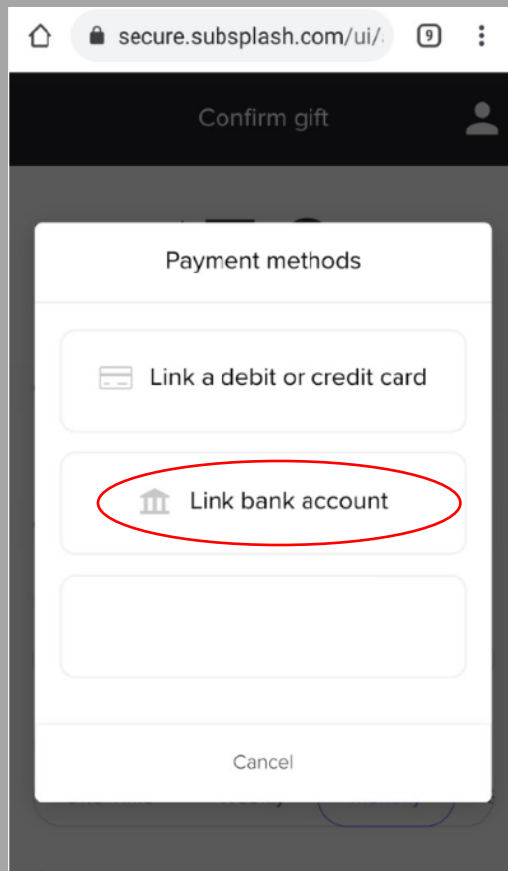 secure.subsplash.com/ui/
9
Confirm gift
Payment methods
Link a debit or credit card
Link bank account
Cancel